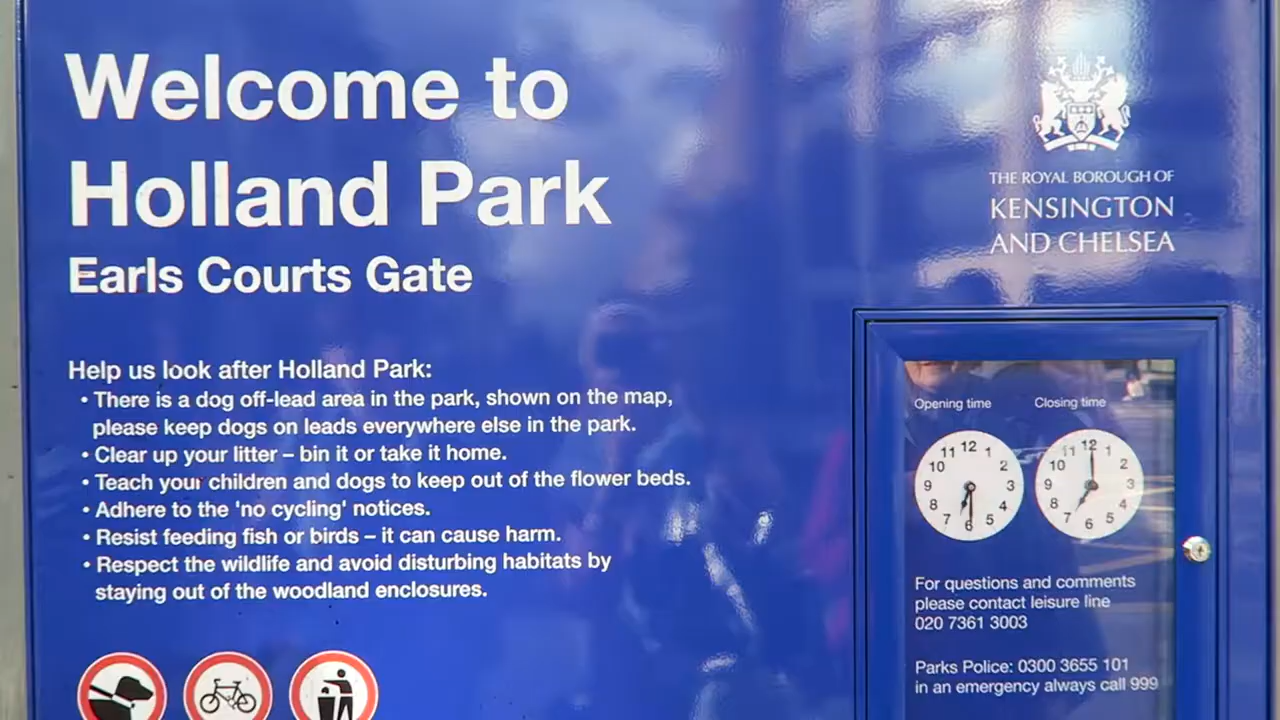 Welcome to
Holland Park
Earls Courts Gate
THE ROYAL BOROUGH OF
KENSINGTON
AND CHELSEA
Help us look after Holland Park:
• There is a dog off-lead area in the park, shown on the map,
please keep dogs on leads everywhere else in the park.
• Clear up your litter – bin it or take it home.
• Teach your children and dogs to keep out of the flower beds.
• Adhere to the 'no cycling' notices.
• Resist feeding fish or birds – it can cause harm.
• Respect the wildlife and avoid disturbing habitats by
staying out of the woodland enclosures.
Opening time
12 1 2 3 4 5 6 7 8 9 10 11
Closing time
12 1 2 3 4 5 6 7 8 9 10 11
For questions and comments
please contact leisure line
020 7361 3003
Parks Police: 0300 3655 101
in an emergency always call 999